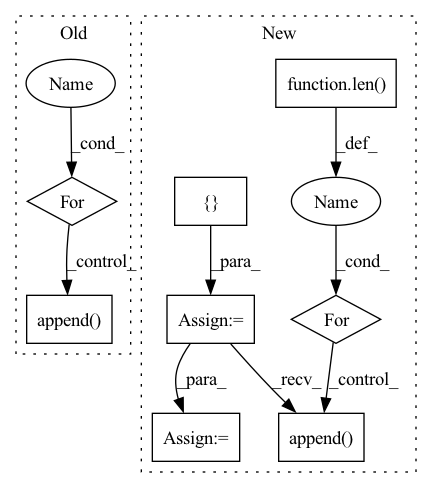 Old
New
Name
function.len()
_cond_
_def_
For
{}
Name
_control_
_para_
_cond_
append()
Assign:=
For
_para_
_recv_
_control_
Assign:=
append()